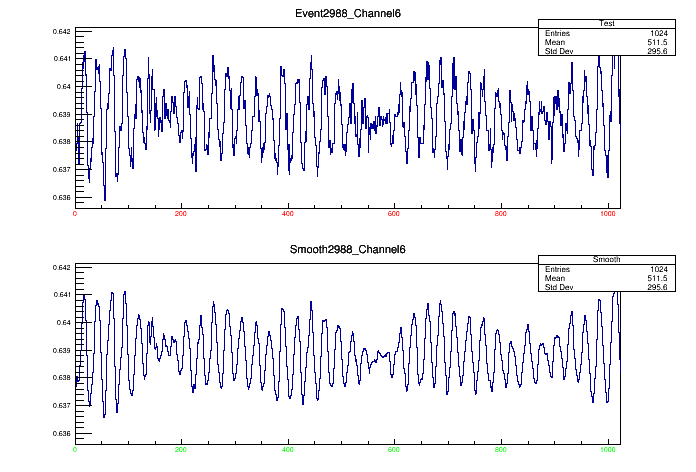 Event2988_Channel6
Test
Entries 1024
Mean 511.5
Std Dev 295.6
0.642
0.641
0.64
0.639
0.638
0.637
0.636
0 200 400 600 800 1000
Smooth2988_Channel6
Smooth
Entries 1024
Mean 511.5
Std Dev 295.6
0.642
0.641
0.64
0.639
0.638
0.637
0.636
0 200 400 600 800 1000